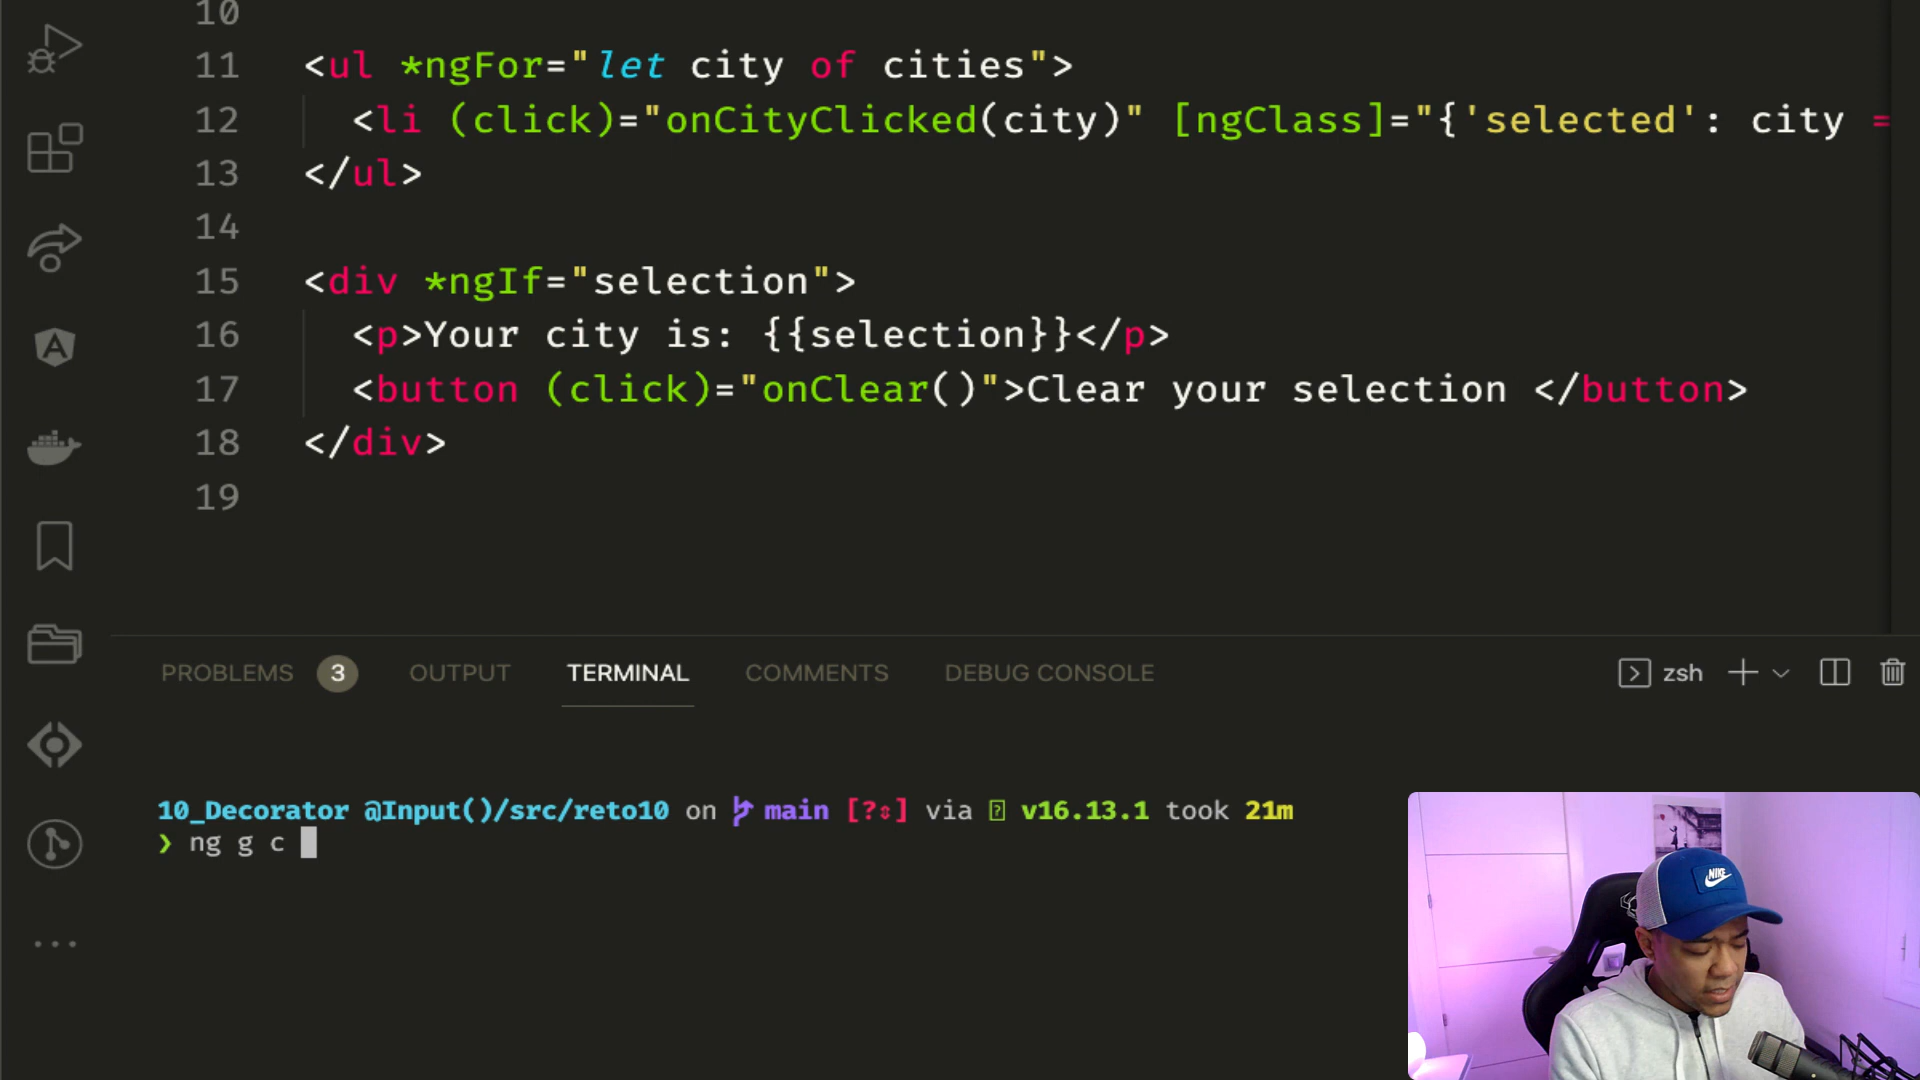 10
11 <ul *ngFor="let city of cities">
12 <li (click)="onCityClicked(city)" [ngClass]="{'selected': city =
13 </ul>
14
15 <div *ngIf="selection">
16 <p>Your city is: {{selection}}</p>
17 <button (click)="onClear()">Clear your selection </button>
18 </div>
19
PROBLEMS 3 OUTPUT TERMINAL COMMENTS DEBUG CONSOLE zsh
10_Decorator @Input()/src/reto10 on main [?⇕] via v16.13.1 took 21m
❯ ng g c
NIKE